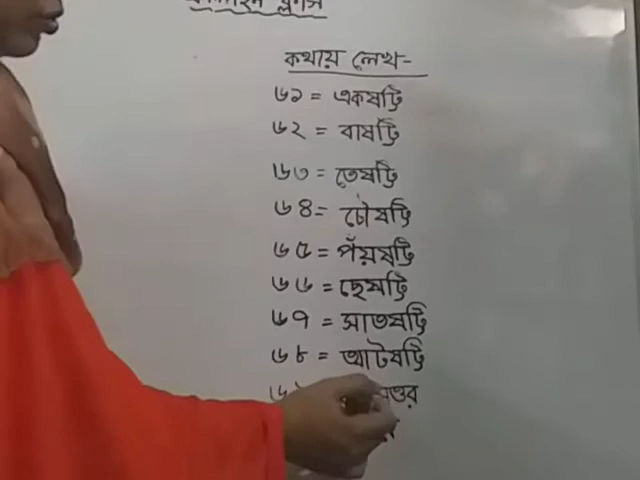 কথায় লেখ-
৬১ = একষট্টি
৬২ = বাষট্টি
৬৩ = তেষট্টি
৬৪ = চৌষট্টি
৬৫ = পঁয়ষট্টি
৬৬ = ছেষট্টি
৬৭ = সাতষট্টি
৬৮ = আটষট্টি